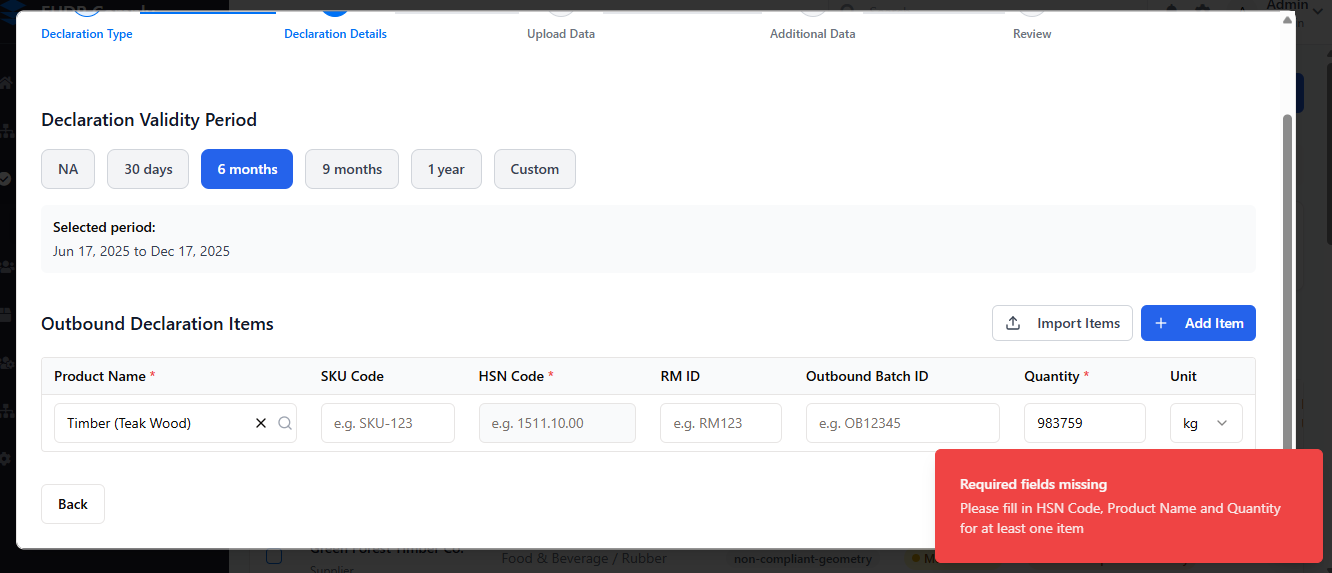 Admin
Declaration Type
Declaration Details
Upload Data
Additional Data
Review
Declaration Validity Period
NA
30 days
6 months
9 months
1 year
Custom
Selected period:
Jun 17, 2025 to Dec 17, 2025
Outbound Declaration Items
Import Items
+ Add Item
Product Name * SKU Code HSN Code * RM ID Outbound Batch ID Quantity * Unit
Timber (Teak Wood) e.g. SKU-123 e.g. 1511.10.00 e.g. RM123 e.g. OB12345 983759 kg
Required fields missing
Please fill in HSN Code, Product Name and Quantity
for at least one item
Back
Green Forest Timber Co.
Food & Beverage / Rubber
non-compliant-geometry
Supplier